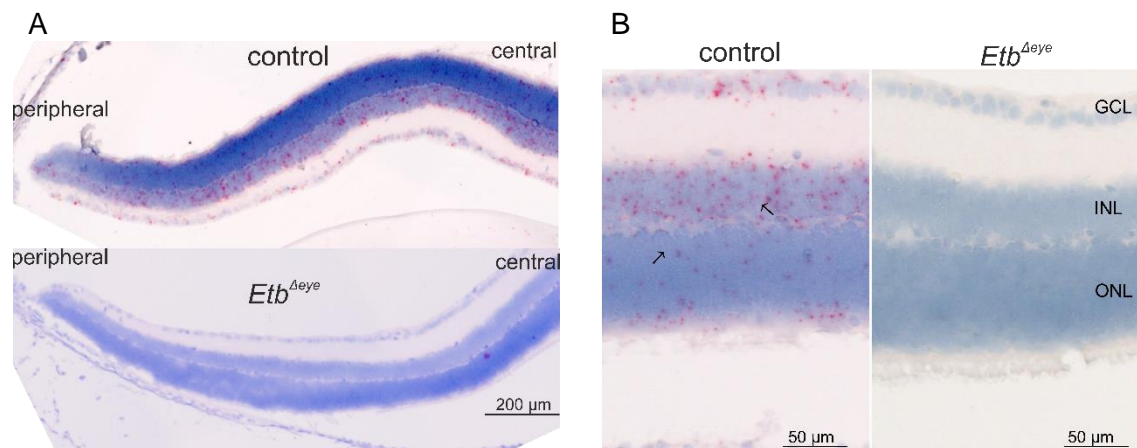 A
control
central
peripheral
peripheral
central
Etb^Δeye
200 µm
B
control
Etb^Δeye
GCL
INL
ONL
50 µm
50 µm